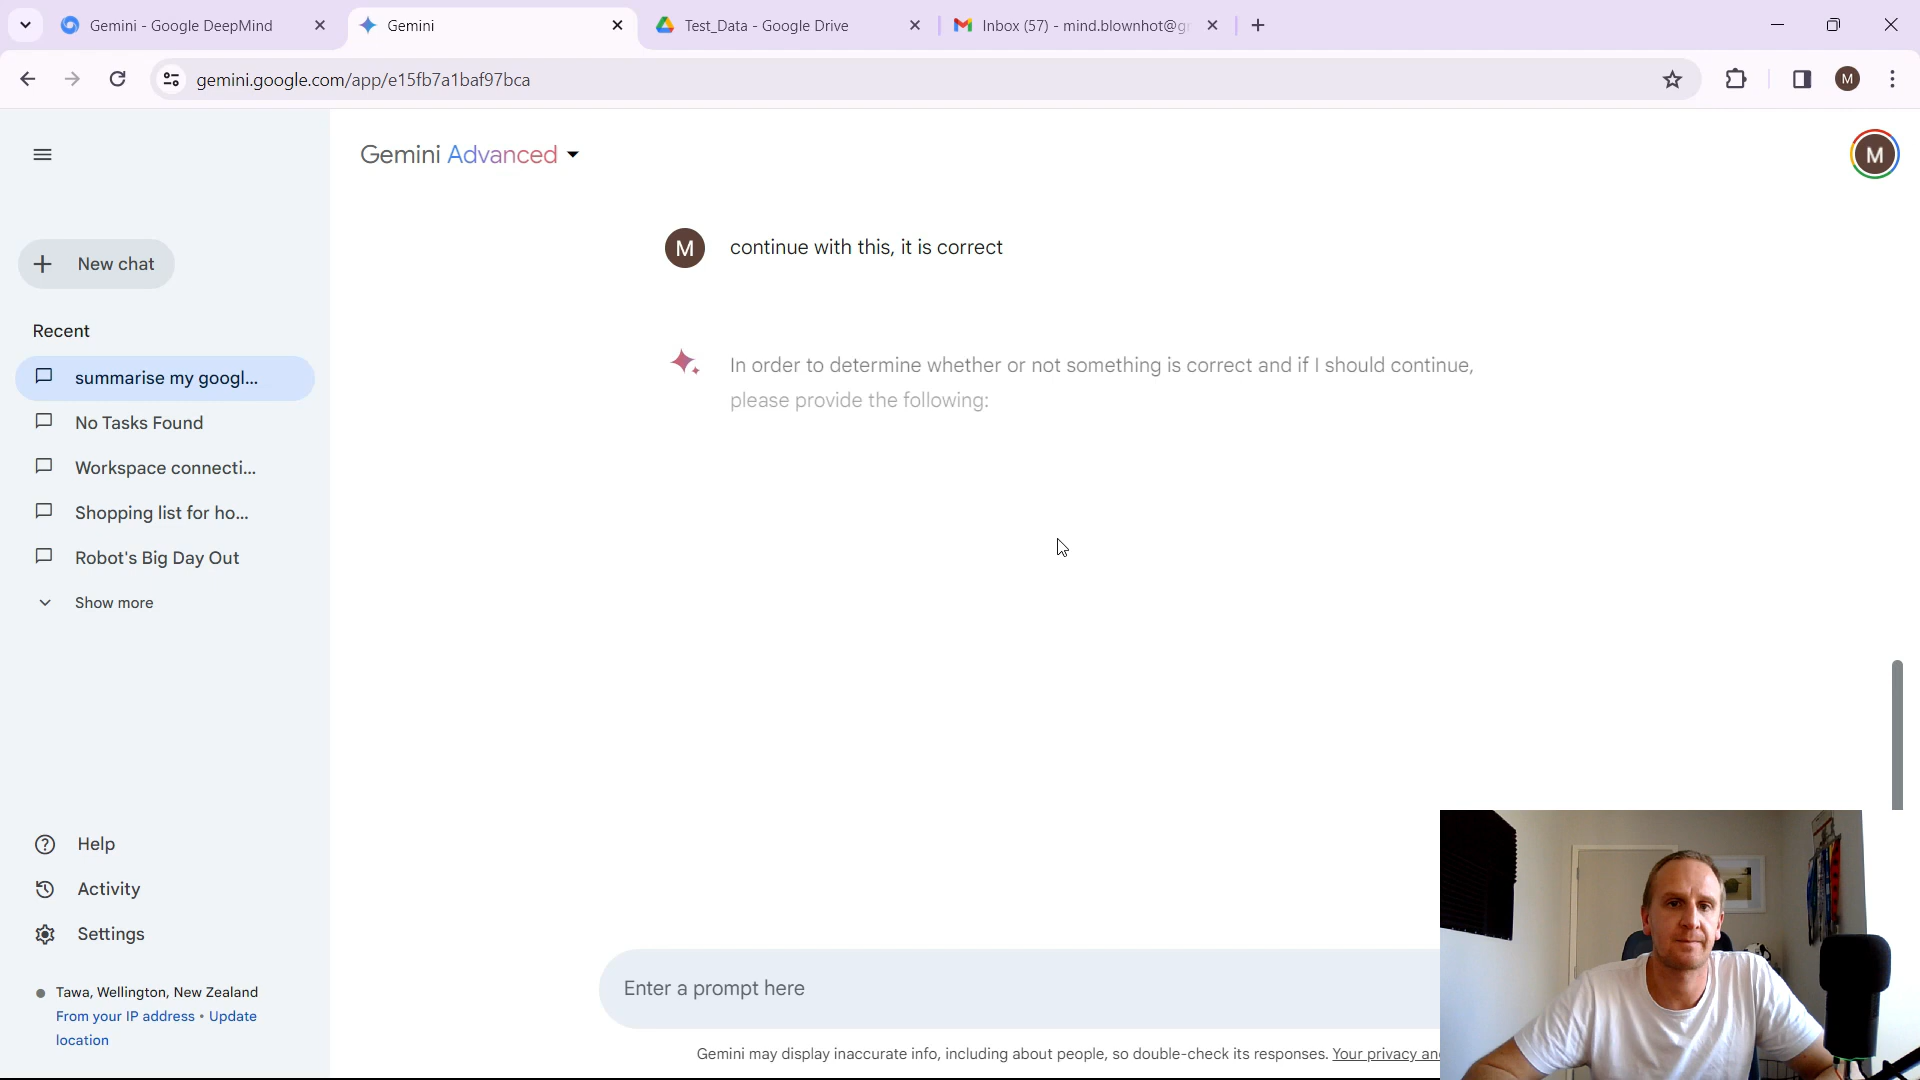 Gemini - Google DeepMind
Gemini
Test_Data - Google Drive
Inbox (57) - mind.blownhot@g
gemini.google.com/app/e15fb7a1baf97bca
M
Gemini Advanced
M
New chat
Recent
summarise my googl...
No Tasks Found
Workspace connecti...
Shopping list for ho...
Robot's Big Day Out
Show more
M
continue with this, it is correct
In order to determine whether or not something is correct and if I should continue,
please provide the following:
Help
Activity
Settings
Tawa, Wellington, New Zealand
From your IP address • Update
location
Enter a prompt here
Gemini may display inaccurate info, including about people, so double-check its responses. Your privacy an